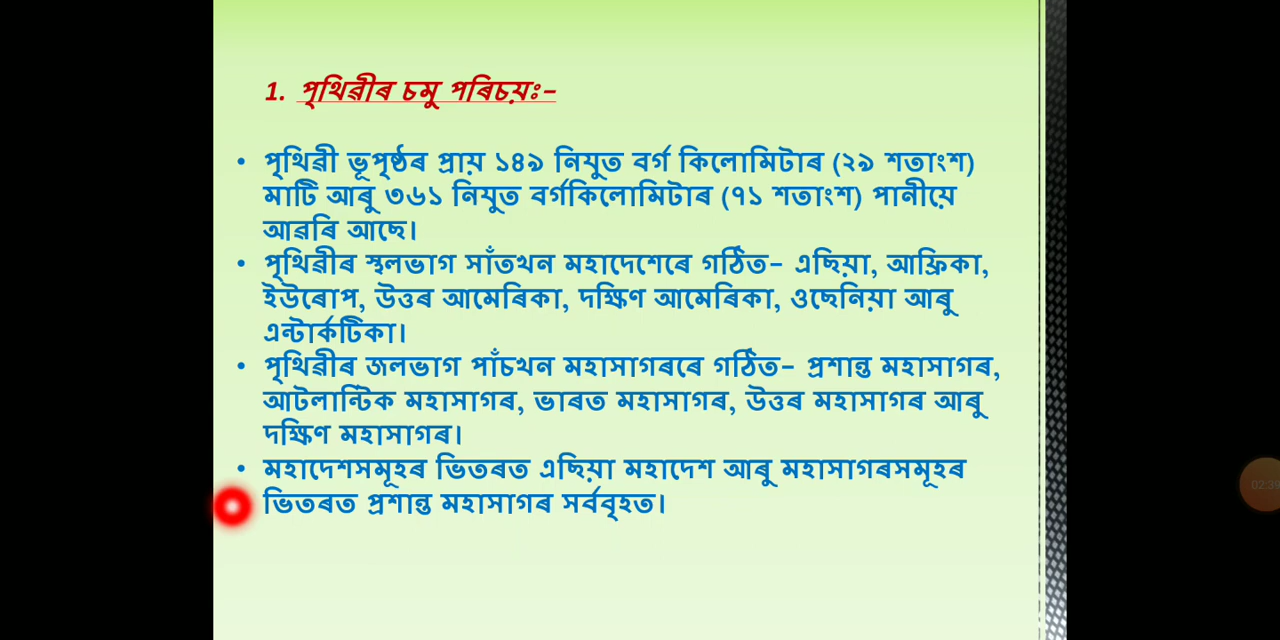 1. পৃথিৱীৰ চমু পৰিচয়ঃ-
• পৃথিৱী ভূপৃষ্ঠৰ প্ৰায় ১৪৯ নিযুত বৰ্গ কিলোমিটাৰ (২৯ শতাংশ)
মাটি আৰু ৩৬১ নিযুত বৰ্গকিলোমিটাৰ (৭১ শতাংশ) পানীয়ে
আৱৰি আছে।
• পৃথিৱীৰ স্থলভাগ সাঁতখন মহাদেশেৰে গঠিত- এছিয়া, আফ্ৰিকা,
ইউৰোপ, উত্তৰ আমেৰিকা, দক্ষিণ আমেৰিকা, ওছেনিয়া আৰু
এন্টাৰ্কটিকা।
• পৃথিৱীৰ জলভাগ পাঁচখন মহাসাগৰৰে গঠিত- প্ৰশান্ত মহাসাগৰ,
আটলান্টিক মহাসাগৰ, ভাৰত মহাসাগৰ, উত্তৰ মহাসাগৰ আৰু
দক্ষিণ মহাসাগৰ।
• মহাদেশসমূহৰ ভিতৰত এছিয়া মহাদেশ আৰু মহাসাগৰসমূহৰ
ভিতৰত প্ৰশান্ত মহাসাগৰ সৰ্ববৃহত।
02:39